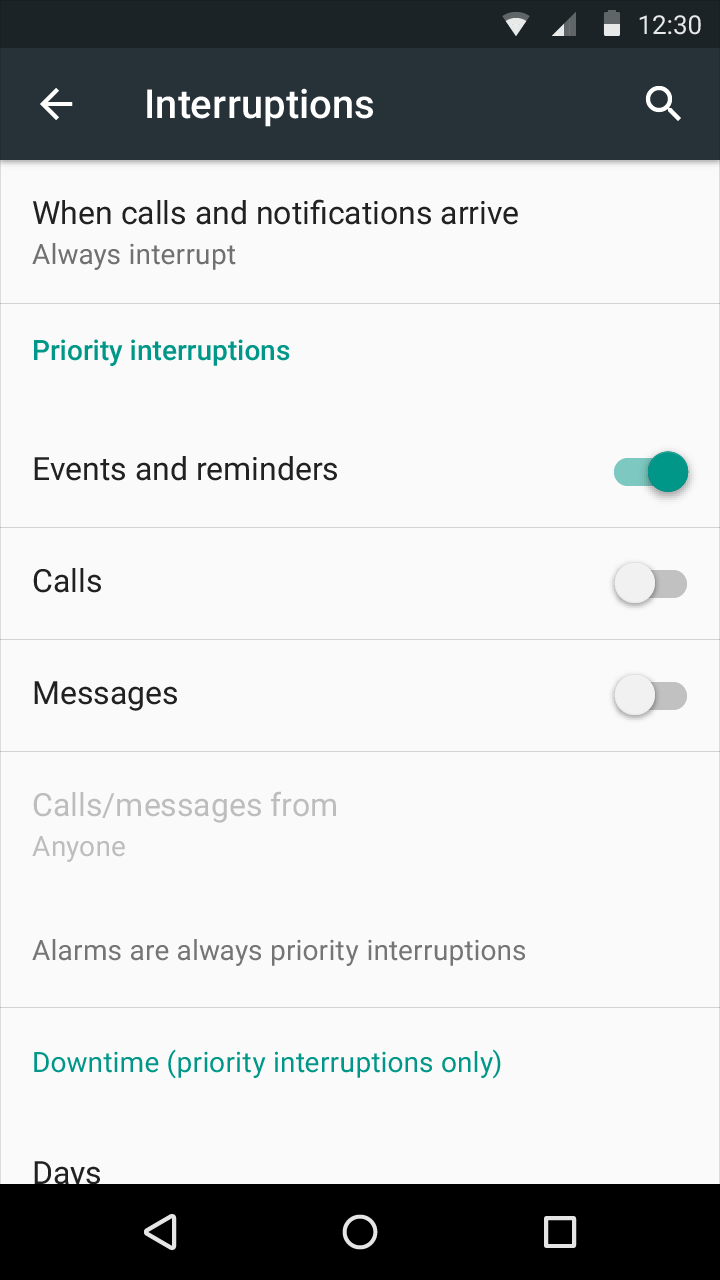 12:30
Interruptions
When calls and notifications arrive
Always interrupt
Priority interruptions
Events and reminders
Calls
Messages
Calls/messages from
Anyone
Alarms are always priority interruptions
Downtime (priority interruptions only)
Days